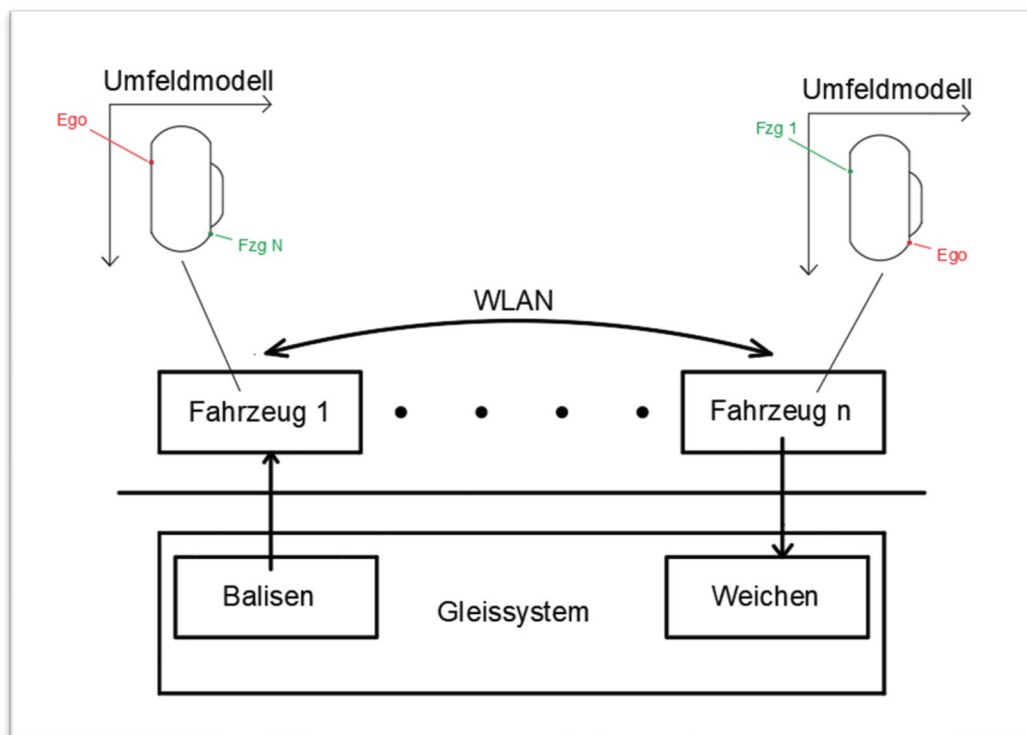 Umfeldmodell
Ego
Fzg N
Umfeldmodell
Fzg 1
Ego
WLAN
Fahrzeug 1
Fahrzeug n
Balisen
Gleissystem
Weichen